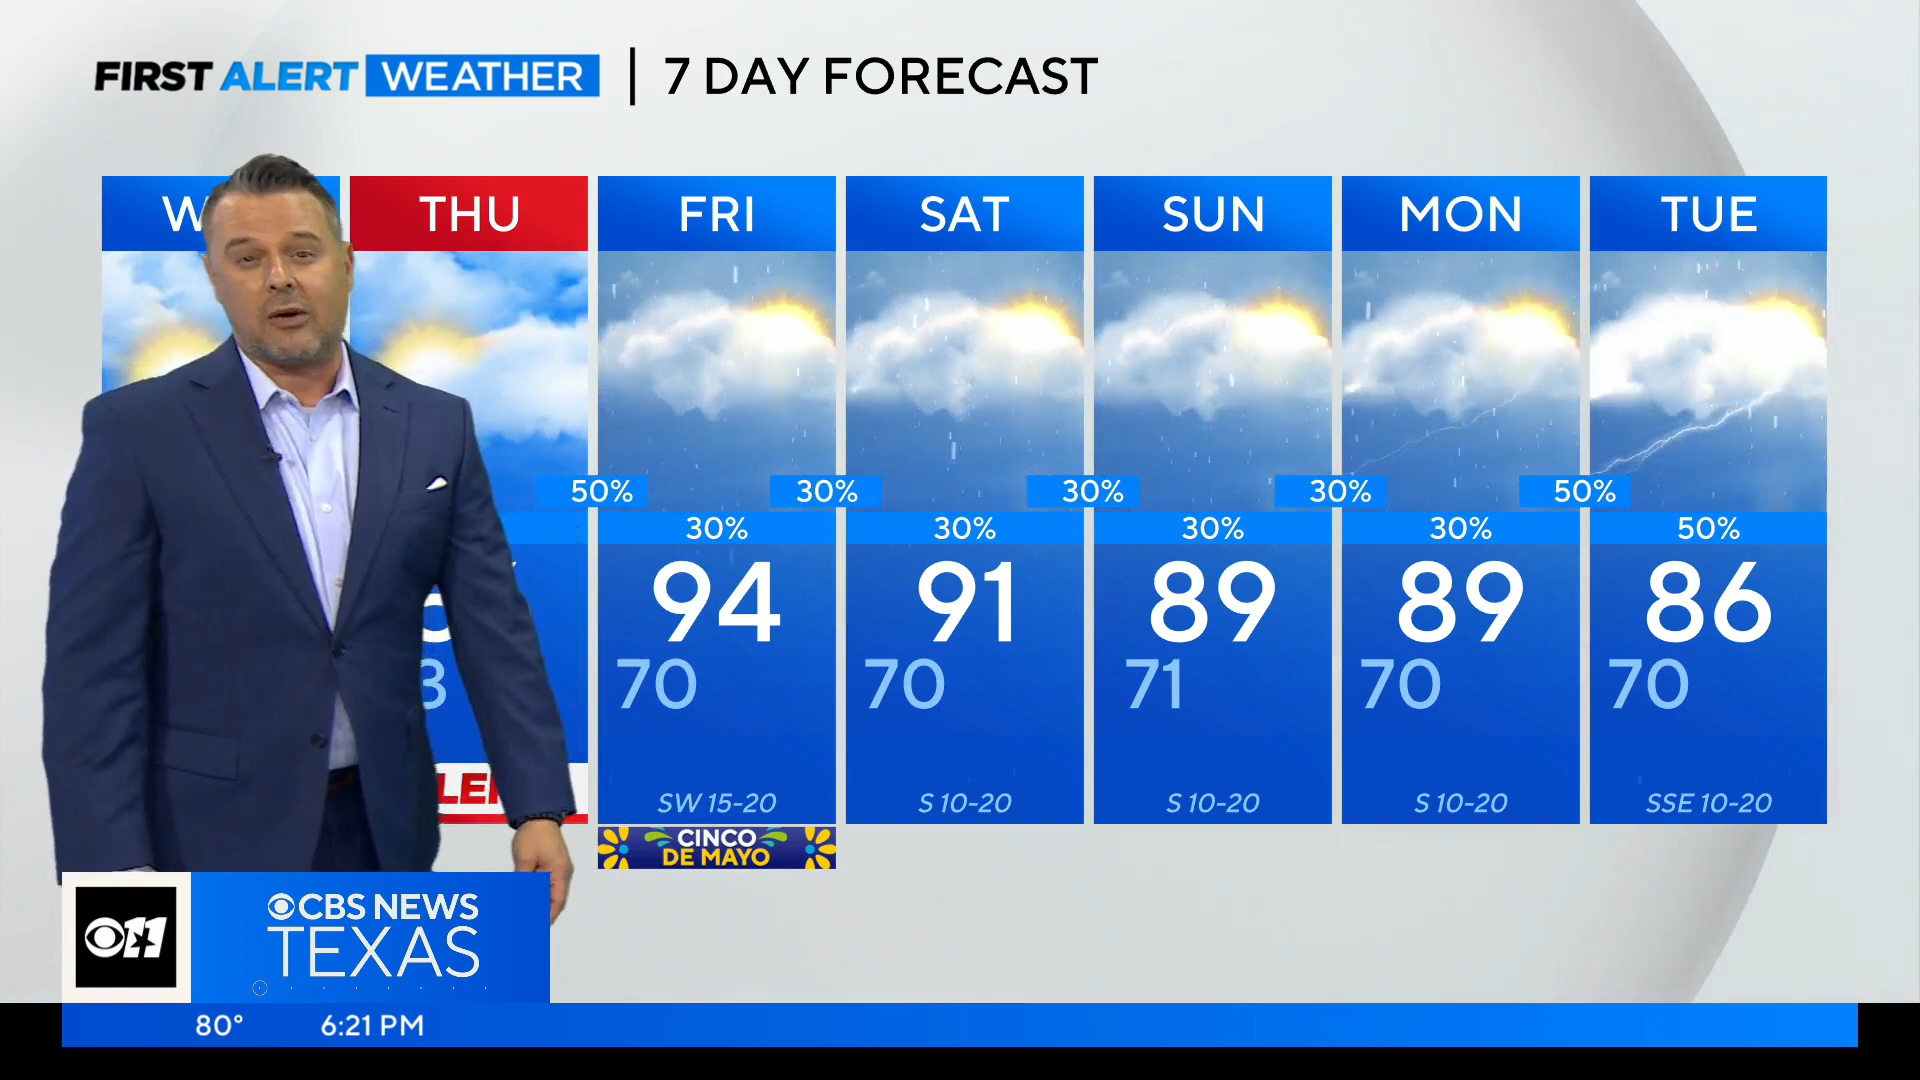 FIRST ALERT WEATHER | 7 DAY FORECAST
W
THU
FRI
SAT
SUN
MON
TUE
50%
30%
30%
30%
50%
30%
30%
30%
30%
50%
94
91
89
89
86
3
70
70
71
70
70
SW 15-20
S 10-20
S 10-20
S 10-20
SSE 10-20
CINCO
DE MAYO
11
CBS NEWS
TEXAS
80°
6:21 PM